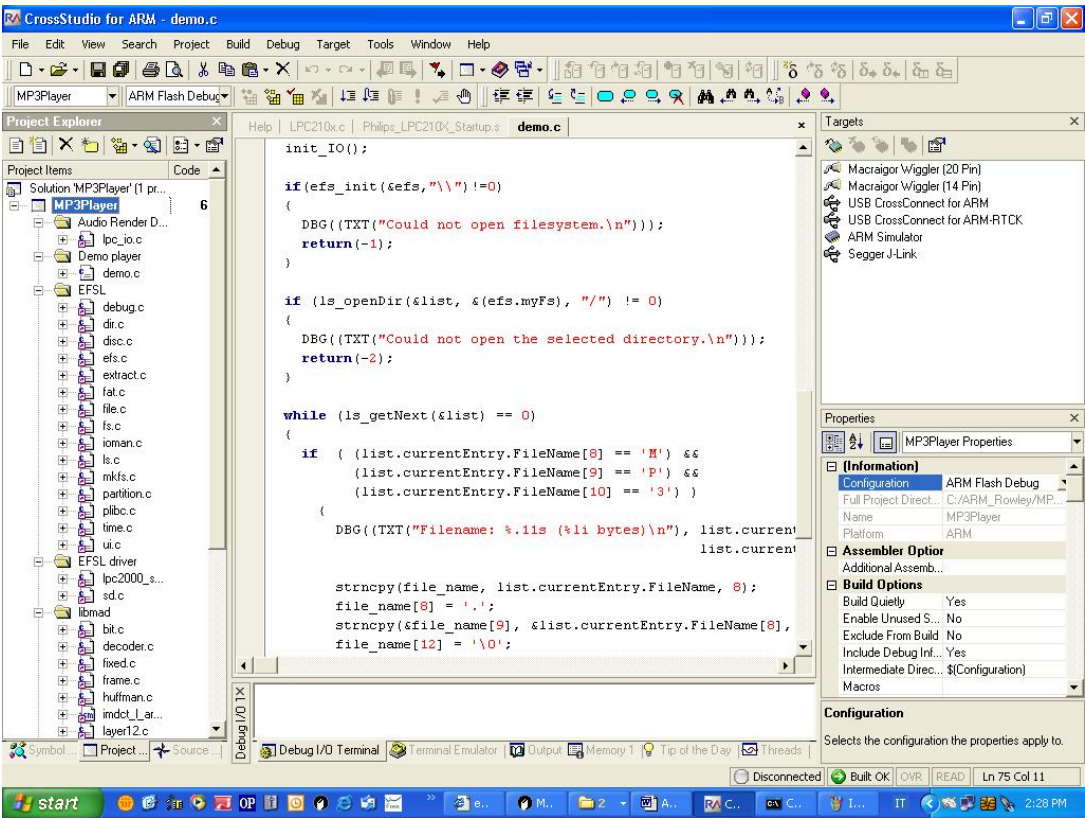 CrossStudio for ARM - demo.c
File Edit View Search Project Build Debug Target Tools Window Help
MP3Player ARM Flash Debug
Project Explorer
Project Items Code
Solution 'MP3Player' (1 pr...
MP3Player 6
Audio Render D...
lpc_io.c
Demo player
demo.c
EFSL
debug.c
dir.c
disc.c
efs.c
extract.c
fat.c
file.c
fs.c
ioman.c
ls.c
mkfs.c
partition.c
plibc.c
time.c
ui.c
EFSL driver
lpc2000_s...
sd.c
libmad
bit.c
decoder.c
fixed.c
frame.c
huffman.c
imdct_l_ar...
layer12.c
Symbol ... Project ... Source ...
Help LPC210x.c Philips_LPC210X_Startup.s demo.c
init_IO();
if(efs_init(&efs,"\\")!=0)
{
DBG((TXT("Could not open filesystem.\n")));
return(-1);
}
if (ls_openDir(&list, &(efs.myFs), "/") != 0)
{
DBG((TXT("Could not open the selected directory.\n")));
return(-2);
}
while (ls_getNext(&list) == 0)
{
if ( (list.currentEntry.FileName[8] == 'M') &&
(list.currentEntry.FileName[9] == 'P') &&
(list.currentEntry.FileName[10] == '3') )
{
DBG((TXT("Filename: %.11s (%li bytes)\n"), list.current
list.current
strncpy(file_name, list.currentEntry.FileName, 8);
file_name[8] = '.';
strncpy(&file_name[9], &list.currentEntry.FileName[8],
file_name[12] = '\0';
Debug I/O 1
Debug I/O Terminal Terminal Emulator Output Memory 1 Tip of the Day Threads
Targets
Macraigor Wiggler (20 Pin)
Macraigor Wiggler (14 Pin)
USB CrossConnect for ARM
USB CrossConnect for ARM-RTCK
ARM Simulator
Segger J-Link
Properties
MP3Player Properties
(Information)
Configuration ARM Flash Debug
Full Project Direct... C:/ARM_Rowley/MP...
Name MP3Player
Platform ARM
Assembler Optior
Additional Assemb...
Build Options
Build Quietly Yes
Enable Unused S... No
Exclude From Build No
Include Debug Inf... Yes
Intermediate Direc... $(Configuration)
Macros
Configuration
Selects the configuration the properties apply to.
Disconnected Built OK OVR READ Ln 75 Col 11
start e.. M.. 2 A.. C.. C.. I... IT 2:28 PM